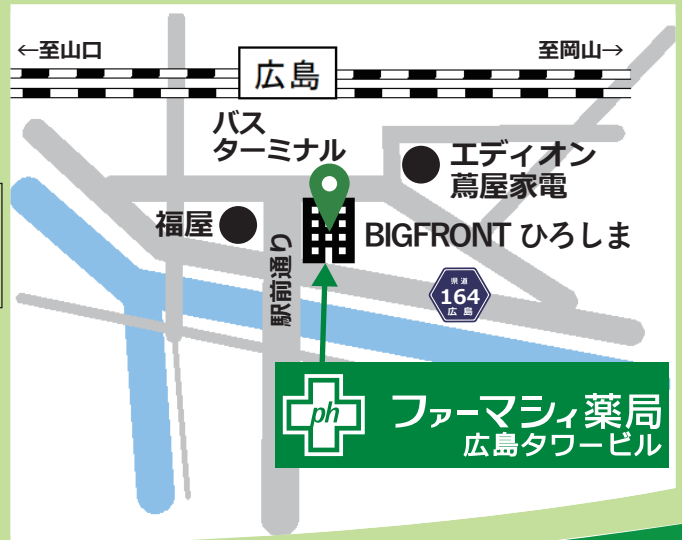 ←至山口
至岡山→
広島
バス
ターミナル
エディオン
蔦屋家電
福屋
BIGFRONT ひろしま
駅前通り
県道
164
広島
ph
ファーマシィ薬局
広島タワービル